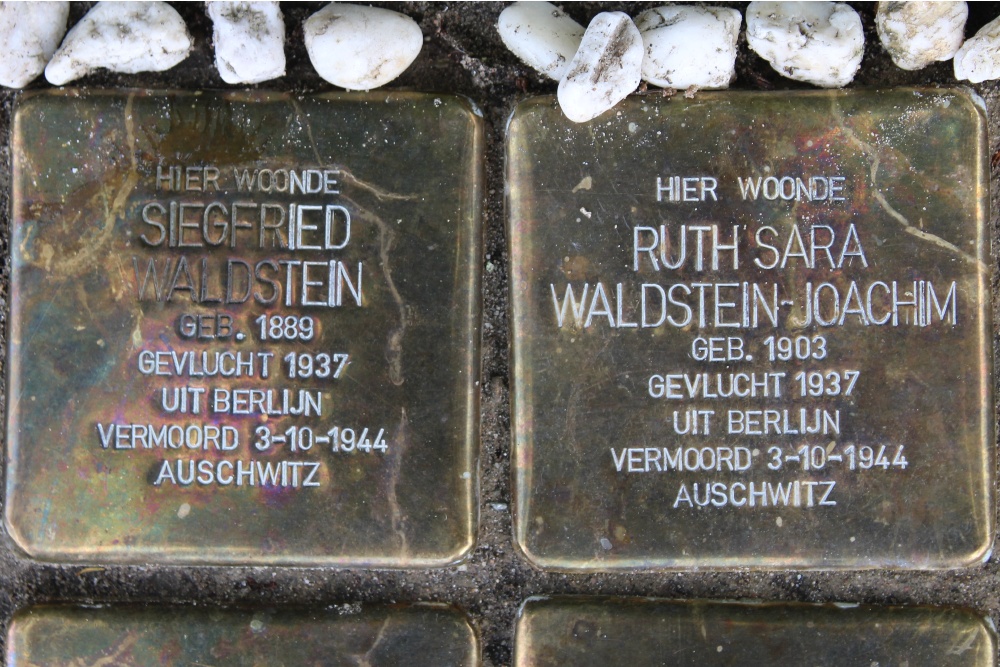 HIER WOONDE
SIEGFRIED
WALDSTEIN
GEB. 1889
GEVLUCHT 1937
UIT BERLIJN
VERMOORD 3-10-1944
AUSCHWITZ
HIER WOONDE
RUTH SARA
WALDSTEIN-JOACHIM
GEB. 1903
GEVLUCHT 1937
UIT BERLIJN
VERMOORD 3-10-1944
AUSCHWITZ